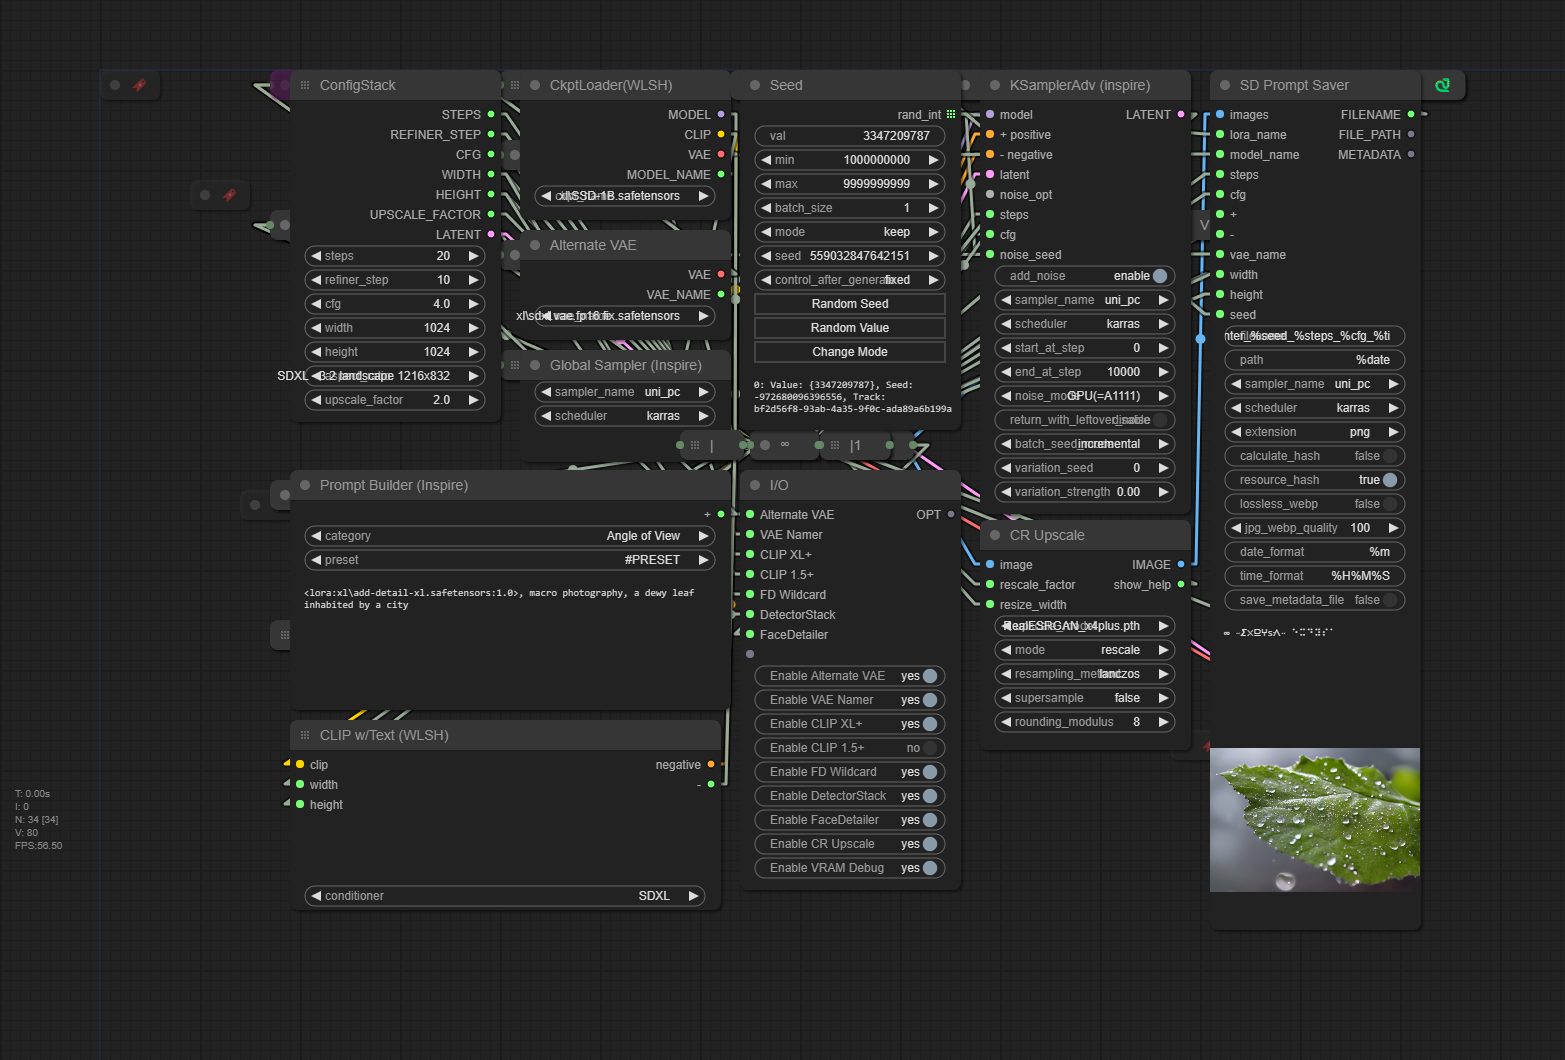 ConfigStack
STEPS
REFINER_STEP
CFG
WIDTH
HEIGHT
UPSCALE_FACTOR
LATENT
steps 20
refiner_step 10
cfg 4.0
width 1024
height 1024
SDXL - 3:2 landscape 1216x832
upscale_factor 2.0
CkptLoader(WLSH)
MODEL
CLIP
VAE
MODEL_NAME
xl\SSD-1B.safetensors
Alternate VAE
VAE
VAE_NAME
Global Sampler (Inspire)
sampler_name uni_pc
scheduler karras
Seed
rand_int
val 3347209787
min 1000000000
max 9999999999
batch_size 1
mode keep
seed 559032847642151
control_after_generate fixed
Random Seed
Random Value
Change Mode
0: Value: {3347209787}, Seed:
-972680096396556, Track:
bf2d56f8-93ab-4a35-9f0c-ada89a6b199a
| ∞ |1
KSamplerAdv (inspire)
model LATENT
+ positive
- negative
latent
noise_opt
steps
cfg
noise_seed
add_noise enable
sampler_name uni_pc
scheduler karras
start_at_step 0
end_at_step 10000
noise_mode GPU(=A1111)
return_with_leftover_noise disable
incremental
variation_seed 0
variation_strength 0.00
SD Prompt Saver
images FILENAME
lora_name FILE_PATH
model_name METADATA
steps
cfg
+
-
vae_name
width
height
seed
%seed_%steps_%cfg_%ti
path %date
sampler_name uni_pc
scheduler karras
extension png
calculate_hash false
resource_hash true
lossless_webp false
jpg_webp_quality 100
date_format %m
time_format %H%M%S
save_metadata_file false
V
Prompt Builder (Inspire)
+
category Angle of View
preset #PRESET
<lora:xl\add-detail-xl.safetensors:1.0>, macro photography, a dewy leaf
inhabited by a city
CLIP w/Text (WLSH)
clip negative
width -
height
conditioner SDXL
I/O
Alternate VAE OPT
VAE Namer
CLIP XL+
CLIP 1.5+
FD Wildcard
DetectorStack
FaceDetailer
Enable Alternate VAE yes
Enable VAE Namer yes
Enable CLIP XL+ yes
Enable CLIP 1.5+ no
Enable FD Wildcard yes
Enable DetectorStack yes
Enable FaceDetailer yes
Enable CR Upscale yes
Enable VRAM Debug yes
CR Upscale
image IMAGE
rescale_factor show_help
resize_width
RealESRGAN_x4plus.pth
mode rescale
resampling_method lanczos
supersample false
rounding_modulus 8
T: 0.00s
I: 0
N: 34 [34]
V: 80
FPS:56.50